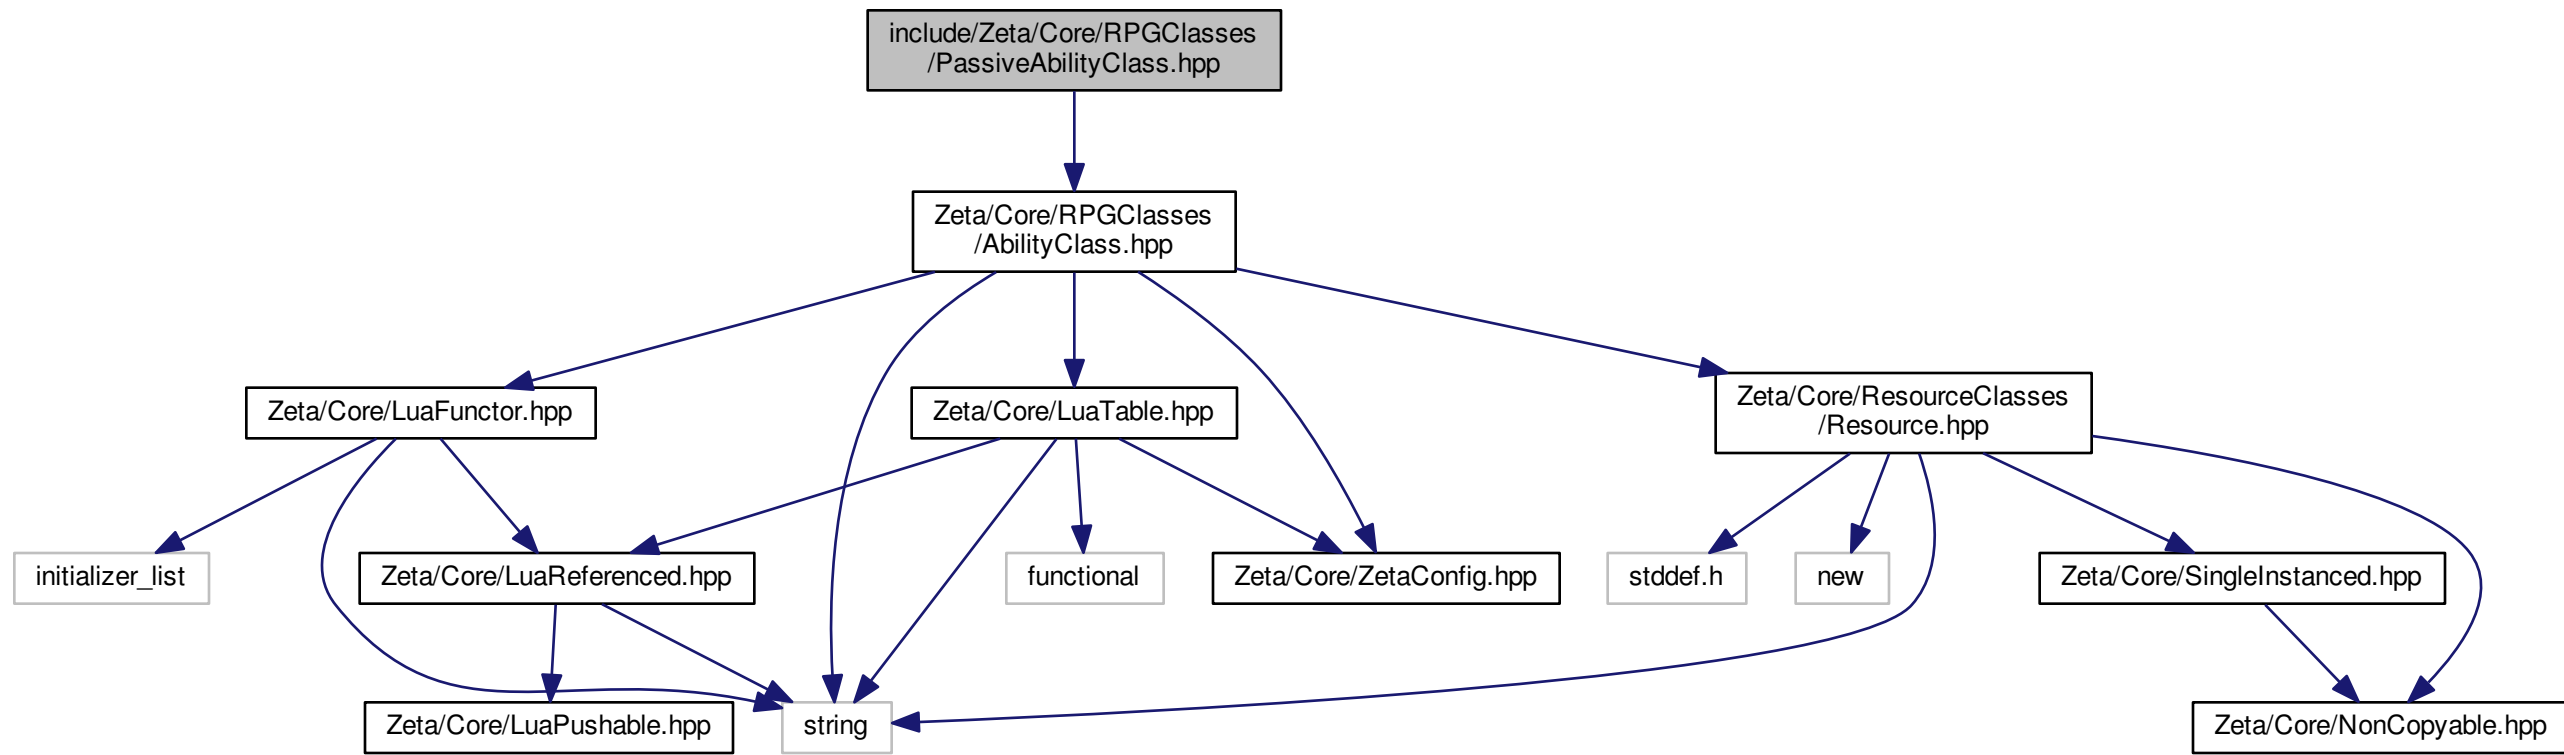 include/Zeta/Core/RPGClasses
/PassiveAbilityClass.hpp
Zeta/Core/RPGClasses
/AbilityClass.hpp
Zeta/Core/LuaFunctor.hpp
Zeta/Core/LuaTable.hpp
Zeta/Core/ResourceClasses
/Resource.hpp
initializer_list
Zeta/Core/LuaReferenced.hpp
functional
Zeta/Core/ZetaConfig.hpp
stddef.h
new
Zeta/Core/SingleInstanced.hpp
Zeta/Core/LuaPushable.hpp
string
Zeta/Core/NonCopyable.hpp